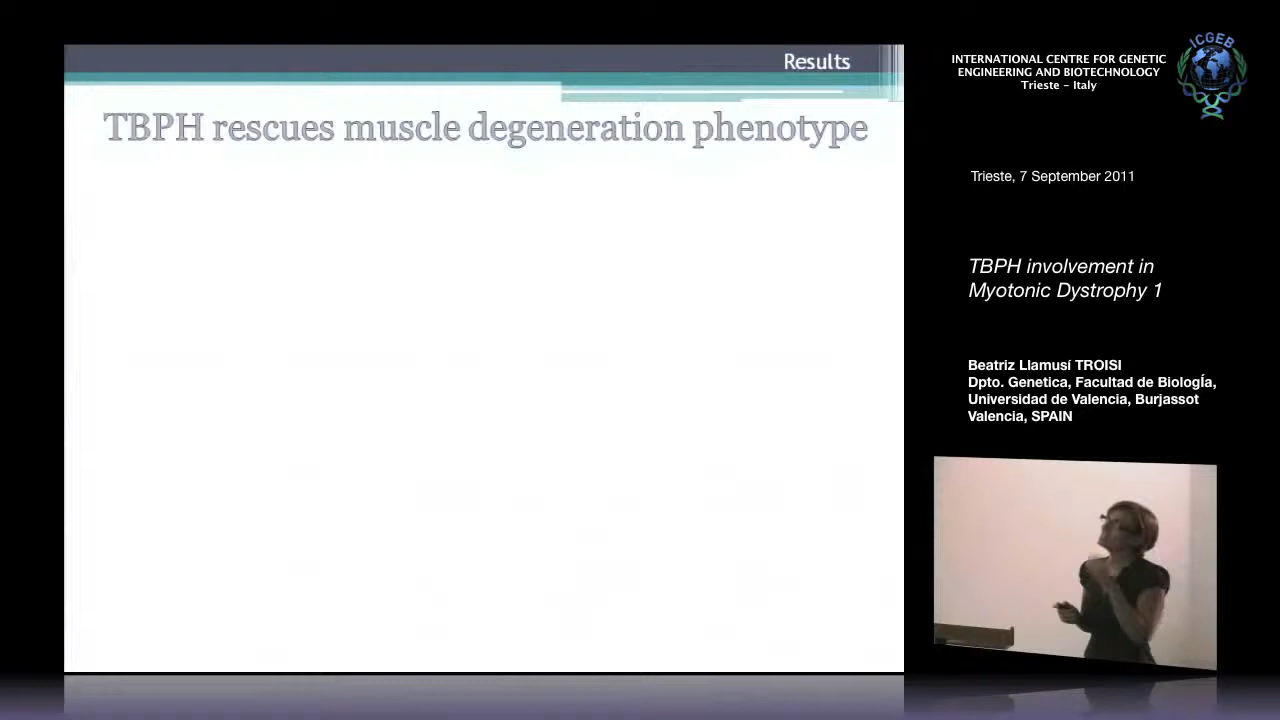 Results
TBPH rescues muscle degeneration phenotype
INTERNATIONAL CENTRE FOR GENETIC
ENGINEERING AND BIOTECHNOLOGY
Trieste - Italy
ICGEB
Trieste, 7 September 2011
TBPH involvement in
Myotonic Dystrophy 1
Beatriz Llamusí TROISI
Dpto. Genetica, Facultad de BiologÍa,
Universidad de Valencia, Burjassot
Valencia, SPAIN